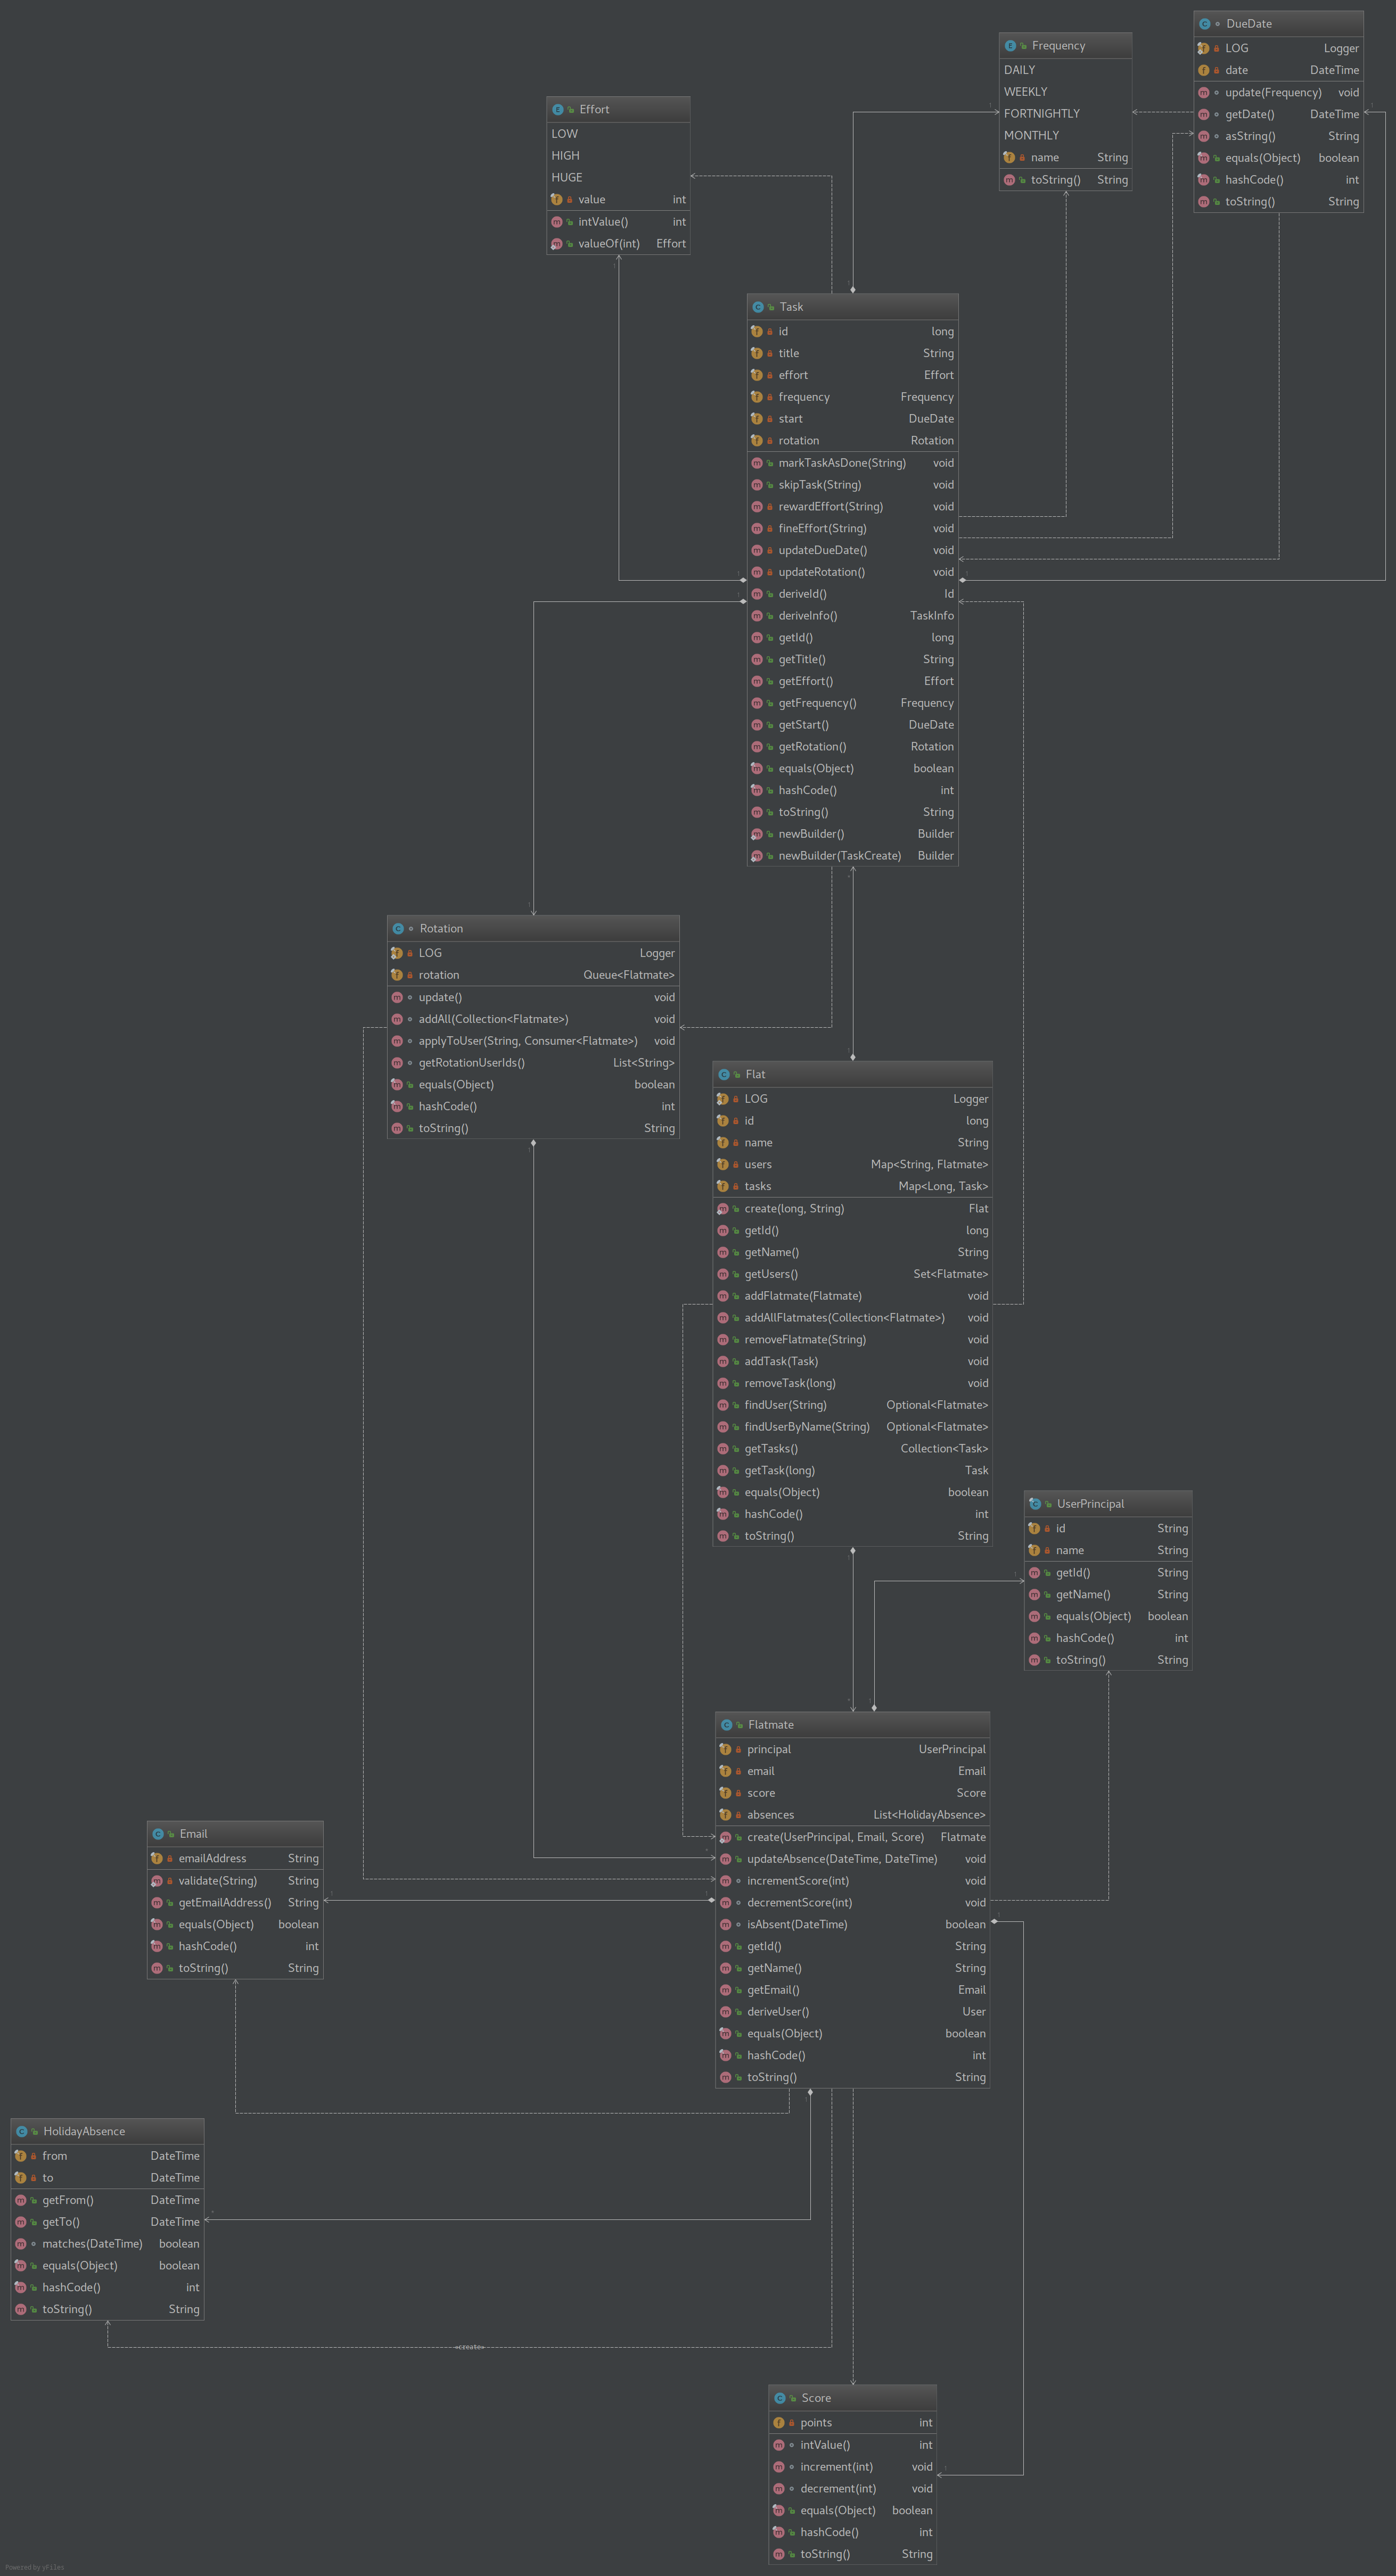 DueDate
LOG Logger
date DateTime
update(Frequency) void
getDate() DateTime
asString() String
equals(Object) boolean
hashCode() int
toString() String
Frequency
DAILY
WEEKLY
FORTNIGHTLY
MONTHLY
name String
toString() String
Effort
LOW
HIGH
HUGE
value int
intValue() int
valueOf(int) Effort
Task
id long
title String
effort Effort
frequency Frequency
start DueDate
rotation Rotation
markTaskAsDone(String) void
skipTask(String) void
rewardEffort(String) void
fineEffort(String) void
updateDueDate() void
updateRotation() void
deriveId() Id
deriveInfo() TaskInfo
getId() long
getTitle() String
getEffort() Effort
getFrequency() Frequency
getStart() DueDate
getRotation() Rotation
equals(Object) boolean
hashCode() int
toString() String
newBuilder() Builder
newBuilder(TaskCreate) Builder
Rotation
LOG Logger
rotation Queue<Flatmate>
update() void
addAll(Collection<Flatmate>) void
applyToUser(String, Consumer<Flatmate>) void
getRotationUserIds() List<String>
equals(Object) boolean
hashCode() int
toString() String
Flat
LOG Logger
id long
name String
users Map<String, Flatmate>
tasks Map<Long, Task>
create(long, String) Flat
getId() long
getName() String
getUsers() Set<Flatmate>
addFlatmate(Flatmate) void
addAllFlatmates(Collection<Flatmate>) void
removeFlatmate(String) void
addTask(Task) void
removeTask(long) void
findUser(String) Optional<Flatmate>
findUserByName(String) Optional<Flatmate>
getTasks() Collection<Task>
getTask(long) Task
equals(Object) boolean
hashCode() int
toString() String
UserPrincipal
id String
name String
getId() String
getName() String
equals(Object) boolean
hashCode() int
toString() String
Flatmate
principal UserPrincipal
email Email
score Score
absences List<HolidayAbsence>
create(UserPrincipal, Email, Score) Flatmate
updateAbsence(DateTime, DateTime) void
incrementScore(int) void
decrementScore(int) void
isAbsent(DateTime) boolean
getId() String
getName() String
getEmail() Email
deriveUser() User
equals(Object) boolean
hashCode() int
toString() String
Email
emailAddress String
validate(String) String
getEmailAddress() String
equals(Object) boolean
hashCode() int
toString() String
HolidayAbsence
from DateTime
to DateTime
getFrom() DateTime
getTo() DateTime
matches(DateTime) boolean
equals(Object) boolean
hashCode() int
toString() String
«create»
Score
points int
intValue() int
increment(int) void
decrement(int) void
equals(Object) boolean
hashCode() int
toString() String
Powered by yFiles